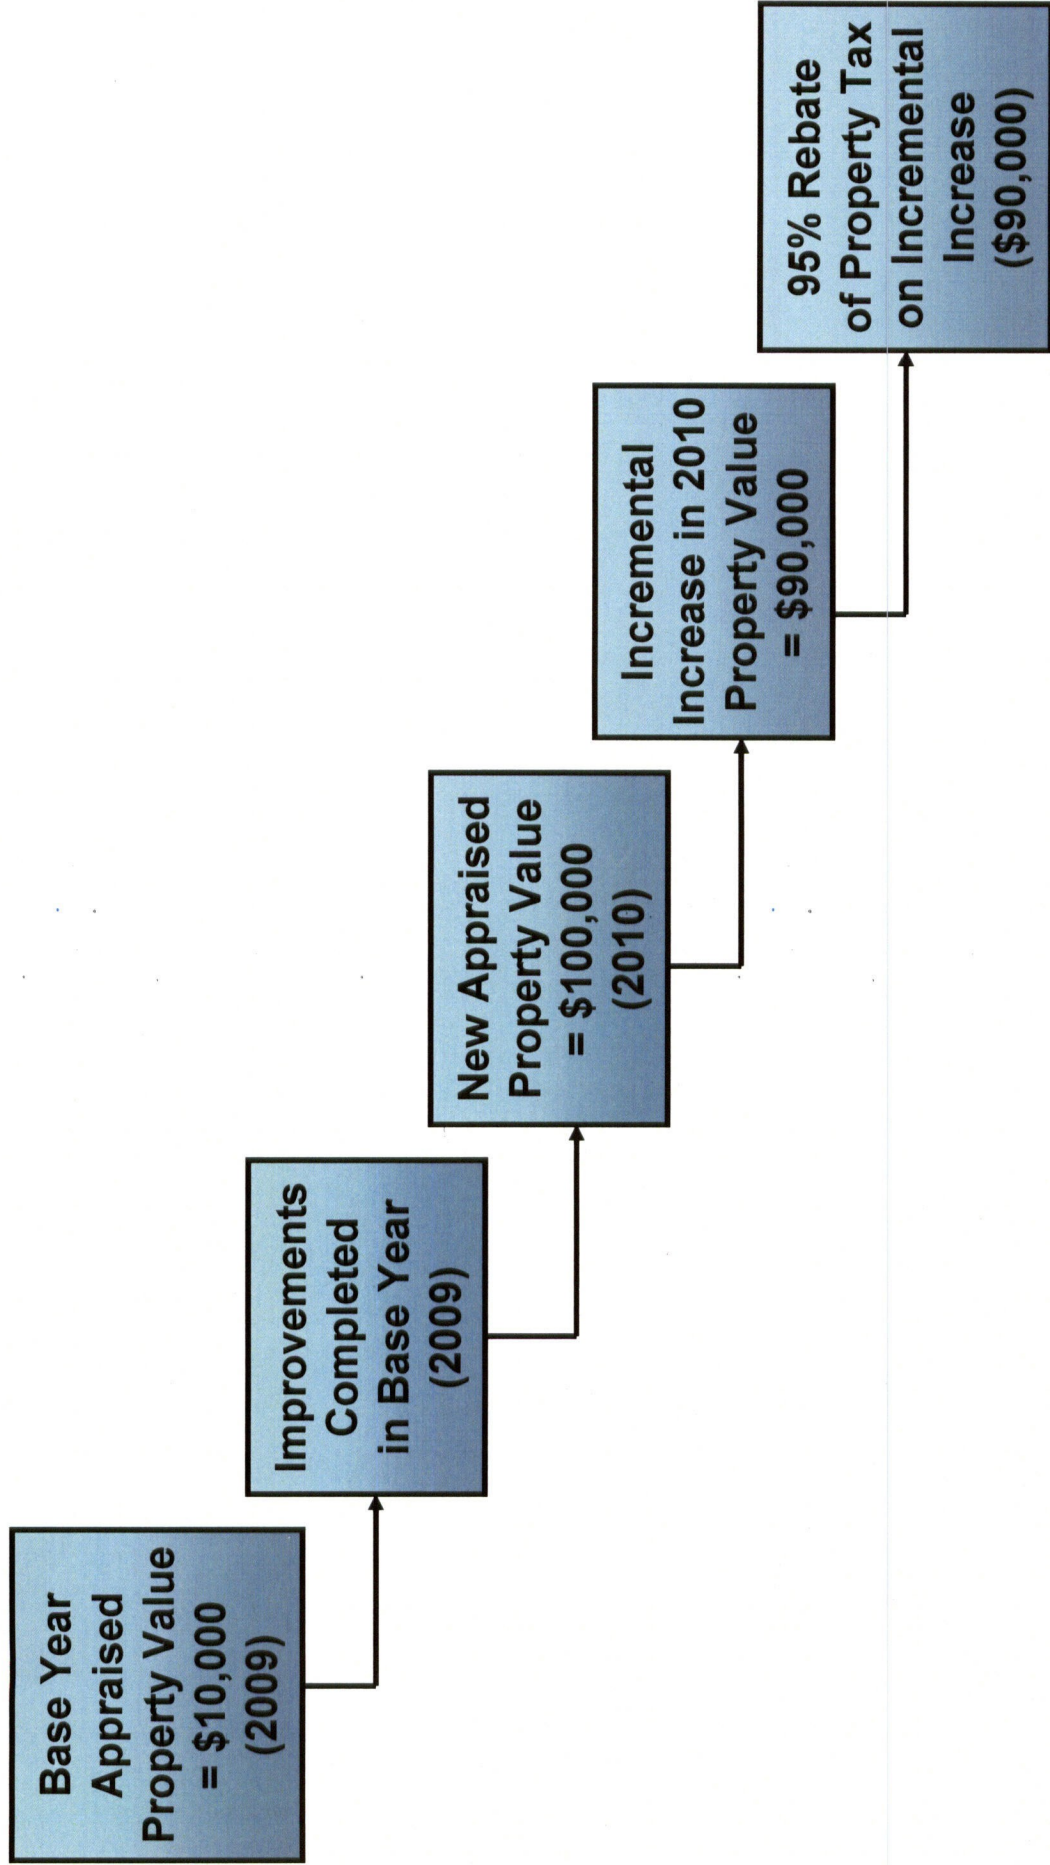 Base Year
Appraised
Property Value
= $10,000
(2009)
Improvements
Completed
in Base Year
(2009)
New Appraised
Property Value
= $100,000
(2010)
Incremental
Increase in 2010
Property Value
= $90,000
95% Rebate
of Property Tax
on Incremental
Increase
($90,000)